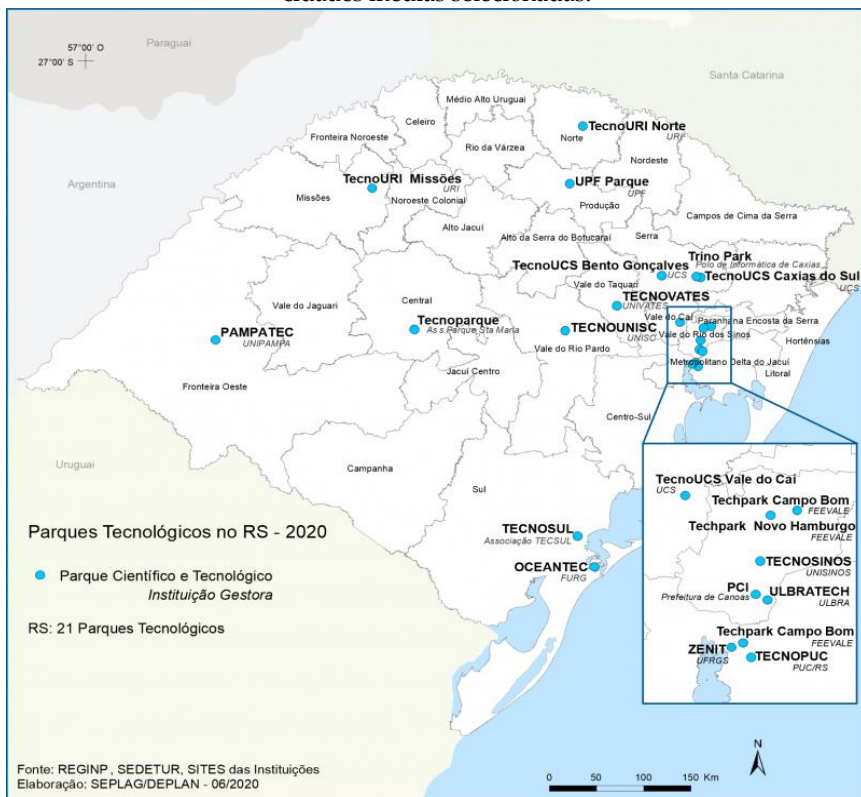 cidades médias selecionadas.
Paraguai
57°00' O
27°00' S
Santa Catarina
Argentina
Uruguai
Médio Alto Uruguai
Celeiro
Norte
TecnoURI Norte
URI
Fronteira Noroeste
Rio da Várzea
Nordeste
TecnoURI Missões
URI
UPF Parque
UPF
Missões
Noroeste Colonial
Produção
Campos de Cima da Serra
Alto Jacuí
Alto da Serra do Botucaraí
Serra
Trino Park
Polo de Informática de Caxias
TecnoUCS Bento Gonçalves
UCS
TecnoUCS Caxias do Sul
UCS
Vale do Taquari
TECNOVATES
UNIVATES
Central
Vale do Jaguari
Tecnoparque
Ass.Parque Sta Maria
TECNOUNISC
UNISC
Vale do Caí
Paranhana Encosta da Serra
Vale do Rio dos Sinos
Hortênsias
PAMPATEC
UNIPAMPA
Vale do Rio Pardo
Metropolitano Delta do Jacuí
Litoral
Fronteira Oeste
Jacuí Centro
Centro-Sul
Campanha
Sul
TECNOSUL
Associação TECSUL
OCEANTEC
FURG
TecnoUCS Vale do Cai
UCS
Techpark Campo Bom
FEEVALE
Techpark Novo Hamburgo
FEEVALE
TECNOSINOS
UNISINOS
PCI
Prefeitura de Canoas
ULBRATECH
ULBRA
Techpark Campo Bom
FEEVALE
ZENIT
UFRGS
TECNOPUC
PUC/RS
Parques Tecnológicos no RS - 2020
Parque Científico e Tecnológico
Instituição Gestora
RS: 21 Parques Tecnológicos
Fonte: REGINP, SEDETUR, SITES das Instituições
Elaboração: SEPLAG/DEPLAN - 06/2020
0 50 100 150 Km
N